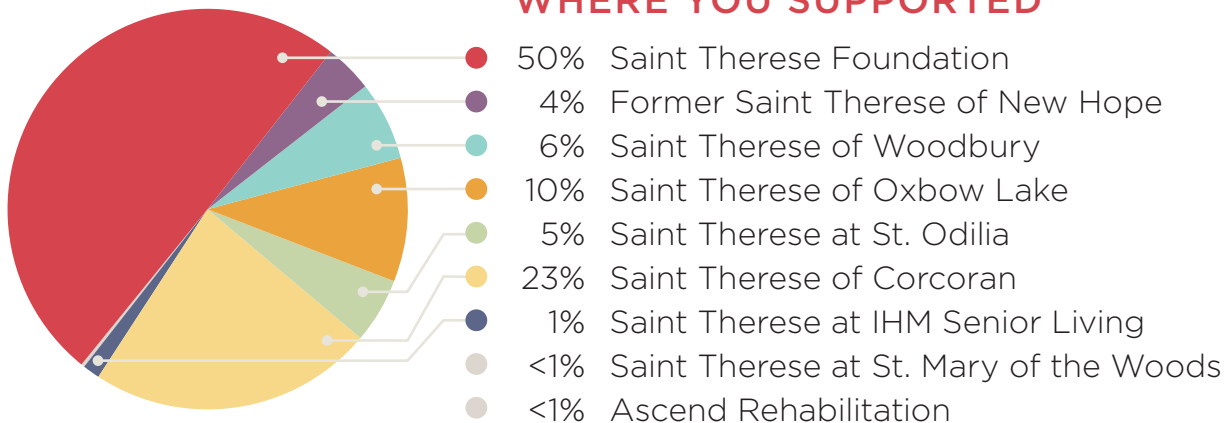 WHERE YOU SUPPORTED
50% Saint Therese Foundation
4% Former Saint Therese of New Hope
6% Saint Therese of Woodbury
10% Saint Therese of Oxbow Lake
5% Saint Therese at St. Odilia
23% Saint Therese of Corcoran
1% Saint Therese at IHM Senior Living
<1% Saint Therese at St. Mary of the Woods
<1% Ascend Rehabilitation